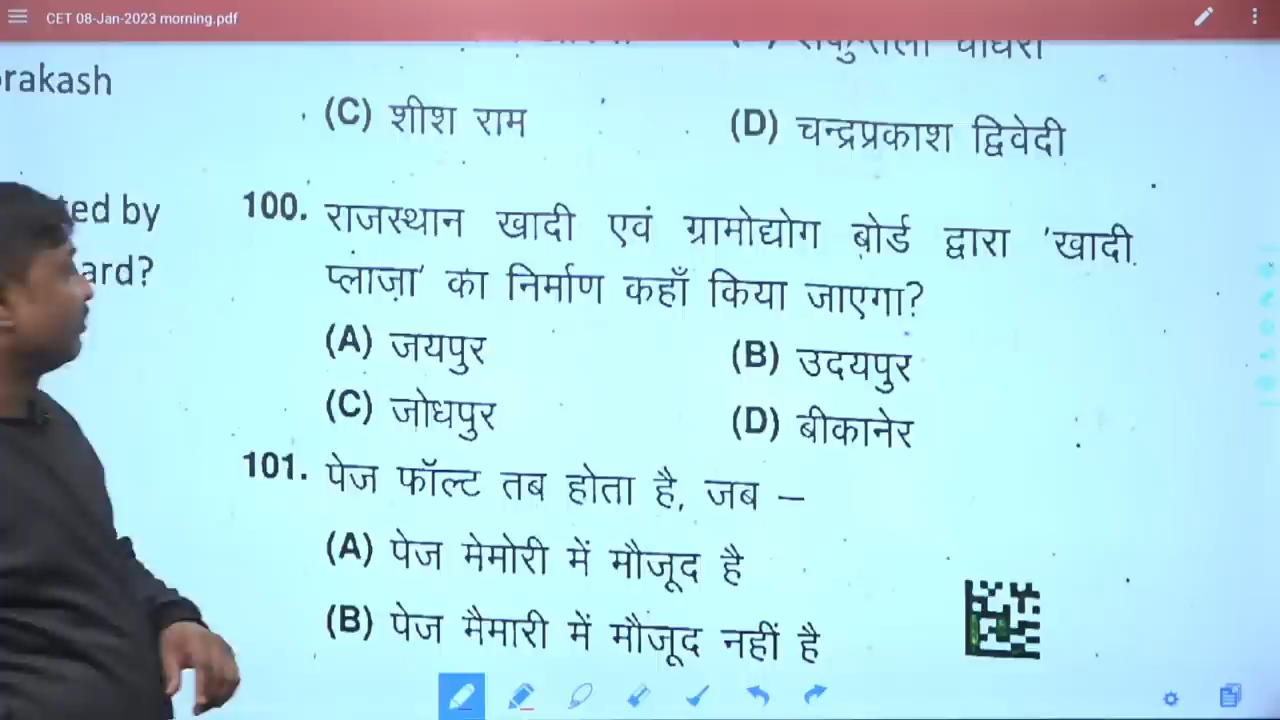 CET 08-Jan-2023 morning.pdf
rakash
(C) शीश राम (D) चन्द्रप्रकाश द्विवेदी
ed by
ard?
100. राजस्थान खादी एवं ग्रामोद्योग बोर्ड द्वारा 'खादी
प्लाज़ा' का निर्माण कहाँ किया जाएगा?
(A) जयपुर (B) उदयपुर
(C) जोधपुर (D) बीकानेर
101. पेज फॉल्ट तब होता है, जब –
(A) पेज मेमोरी में मौजूद है
(B) पेज मैमारी में मौजूद नहीं है